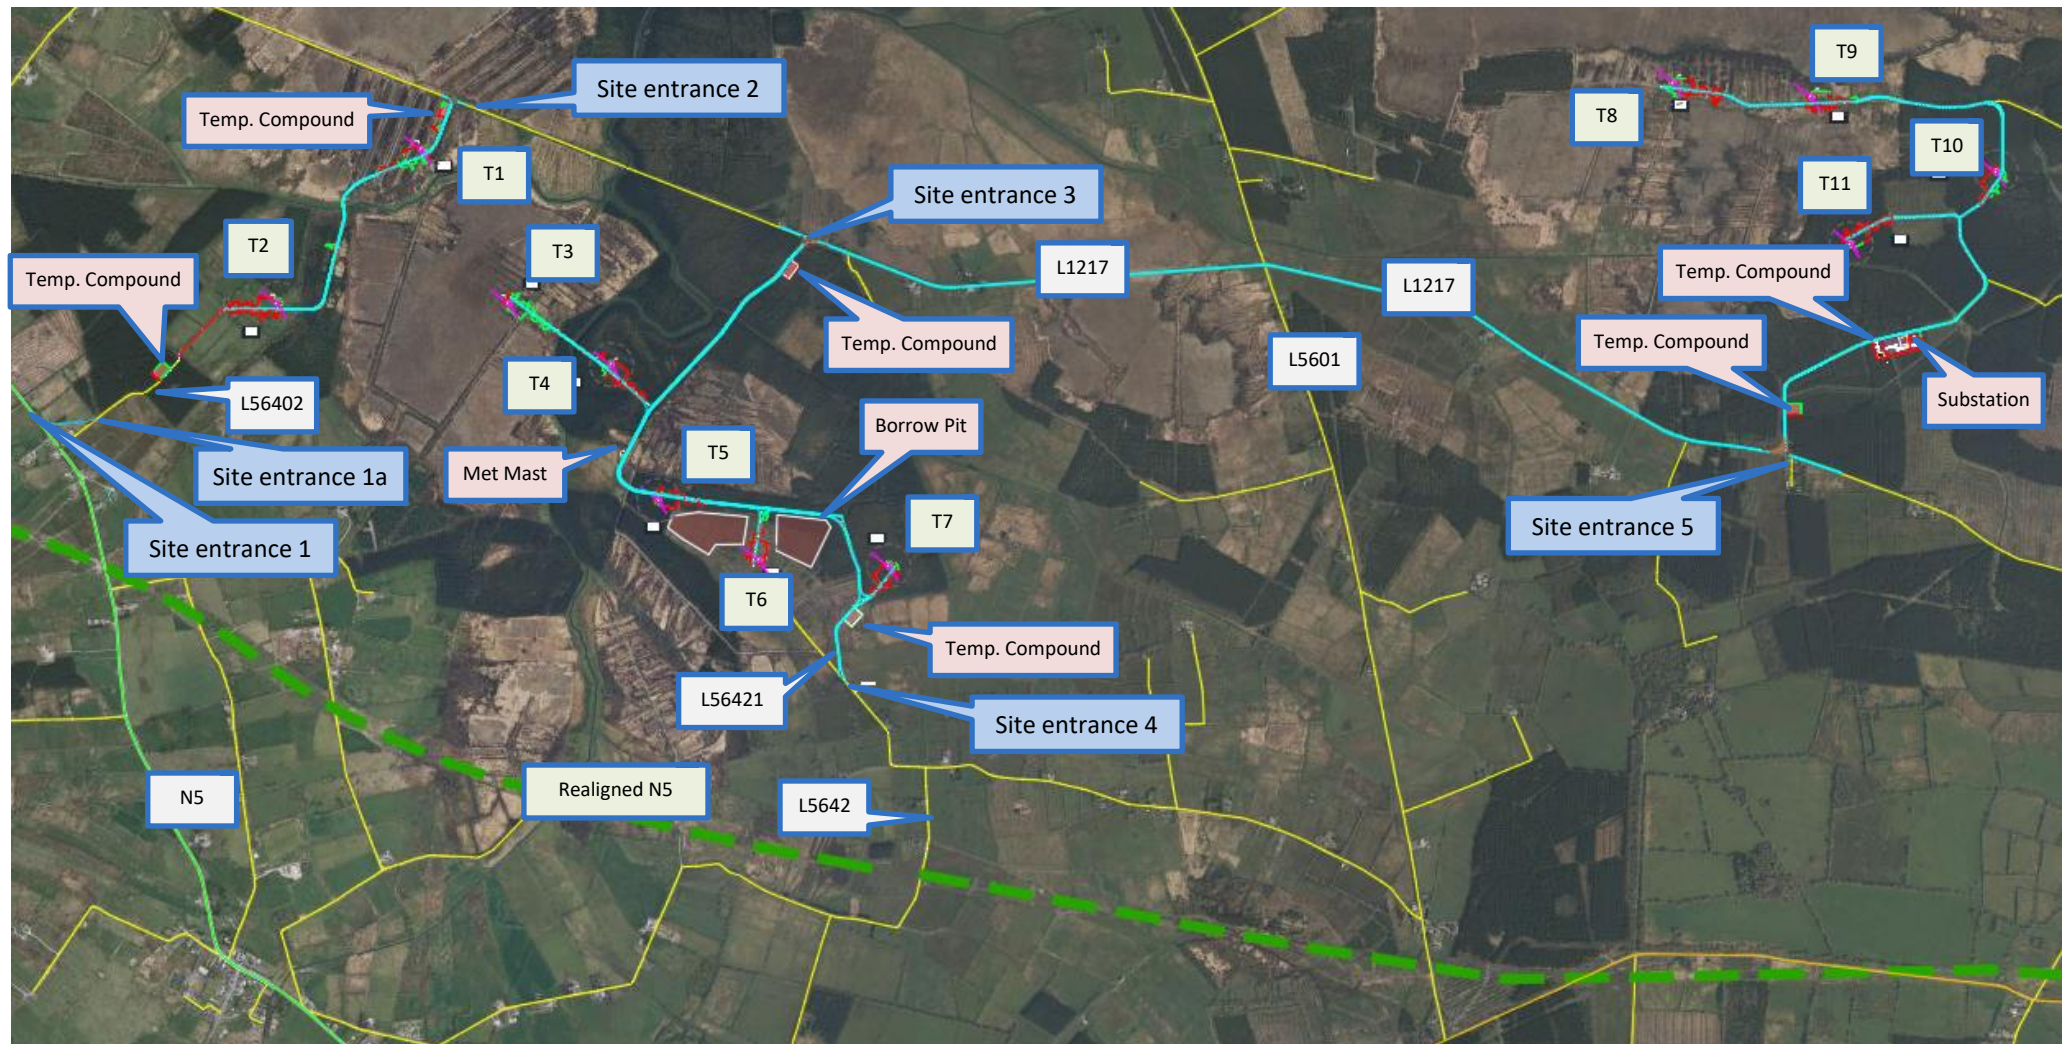 T9
Site entrance 2
Temp. Compound
T8
T10
T1
T11
Site entrance 3
T2
T3
Temp. Compound
L1217
Temp. Compound
L1217
Temp. Compound
Temp. Compound
L5601
T4
L56402
Substation
Borrow Pit
T5
Site entrance 1a
Met Mast
T7
Site entrance 5
Site entrance 1
T6
Temp. Compound
L56421
Site entrance 4
Realigned N5
N5
L5642